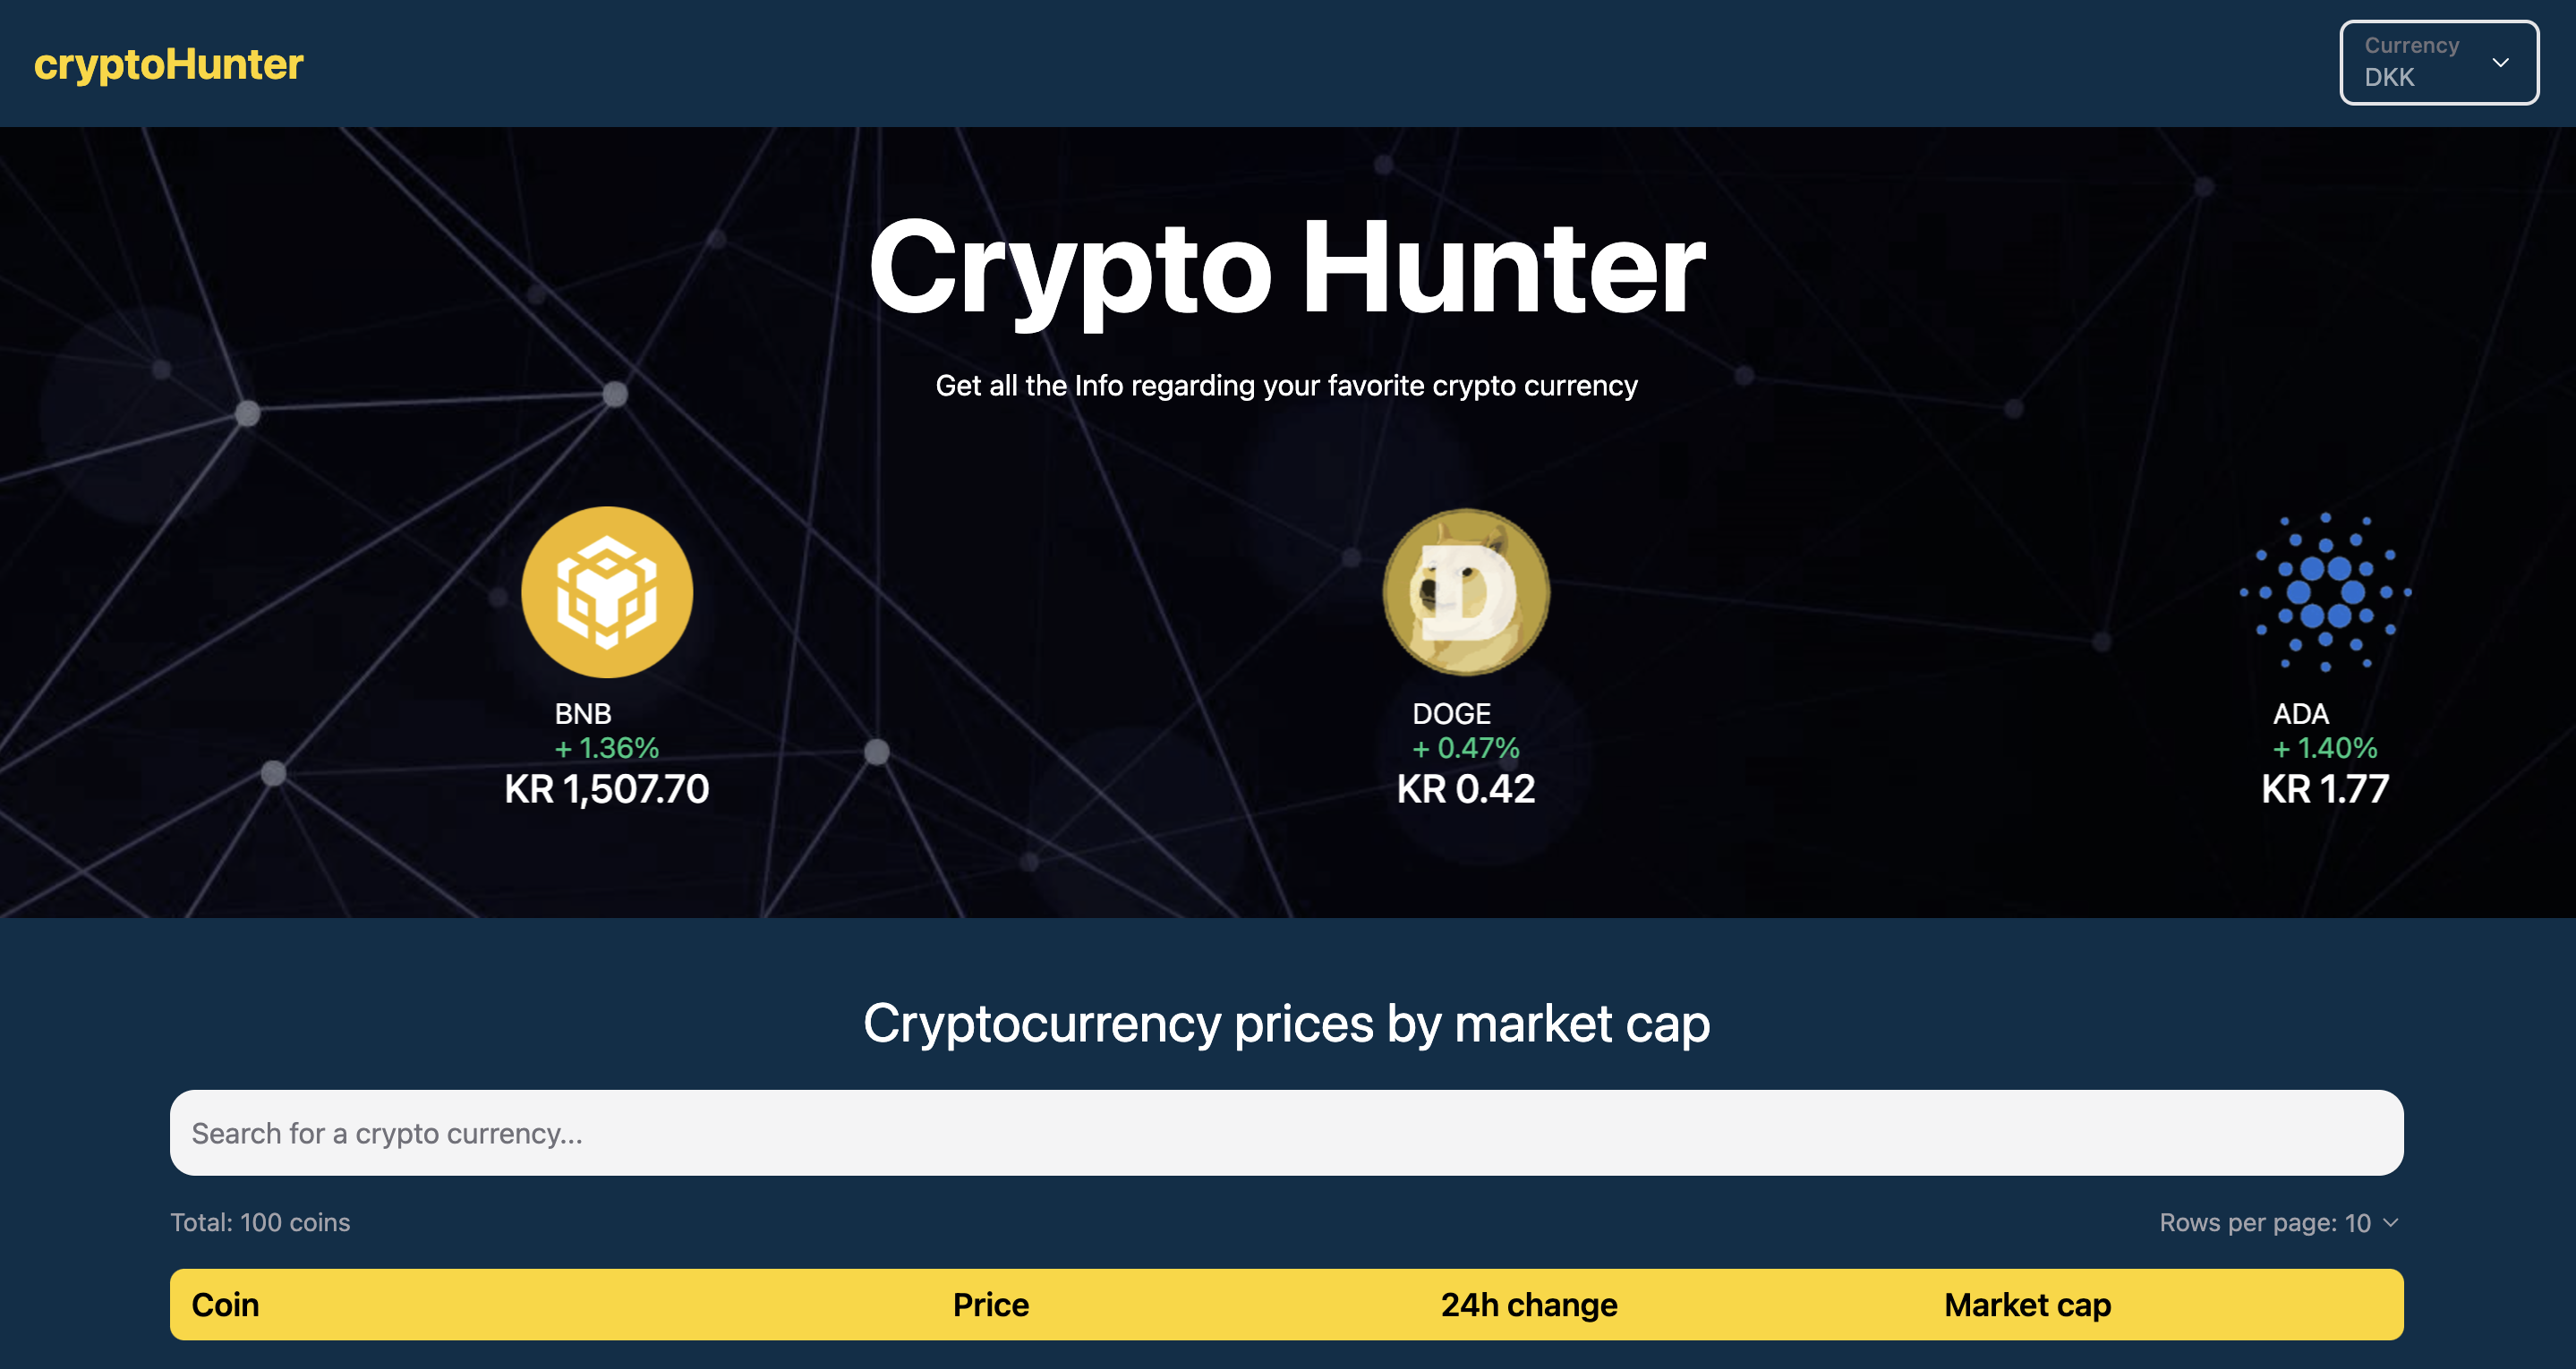 cryptoHunter
Currency
DKK
Crypto Hunter
Get all the Info regarding your favorite crypto currency
BNB
+ 1.36%
KR 1,507.70
DOGE
+ 0.47%
KR 0.42
ADA
+ 1.40%
KR 1.77
Cryptocurrency prices by market cap
Search for a crypto currency...
Total: 100 coins
Rows per page: 10
Coin Price 24h change Market cap